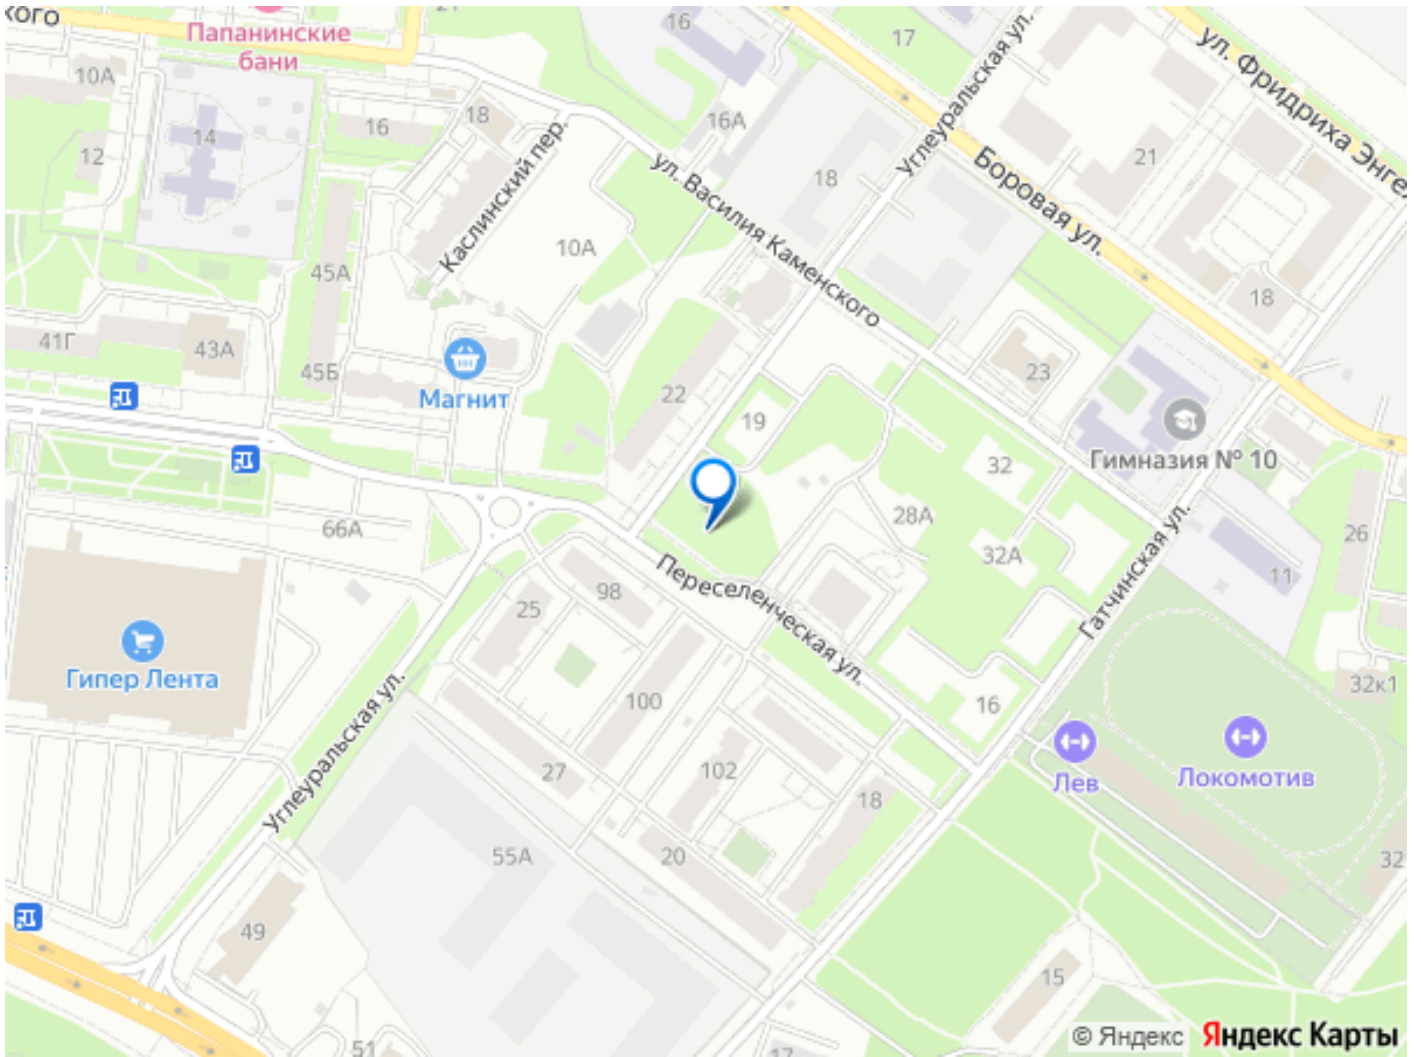 кого
Папанинские
бани
21
16
17
Углеуральская ул.
ул. Фридриха Энгел
10А
18
16
14
12
Каслинский пер.
16А
ул. Василия Каменского
18
Боровая ул.
21
10А
45А
18
41Г
43А
45Б
Магнит
22
23
19
Гимназия № 10
32
66А
28А
26
32А
Гатчинская ул.
11
98
25
Переселенческая ул.
Гипер Лента
100
32к1
16
Углеуральская ул.
27
102
Лев
Локомотив
18
55А
20
32
49
15
51
17
© Яндекс
Яндекс Карты